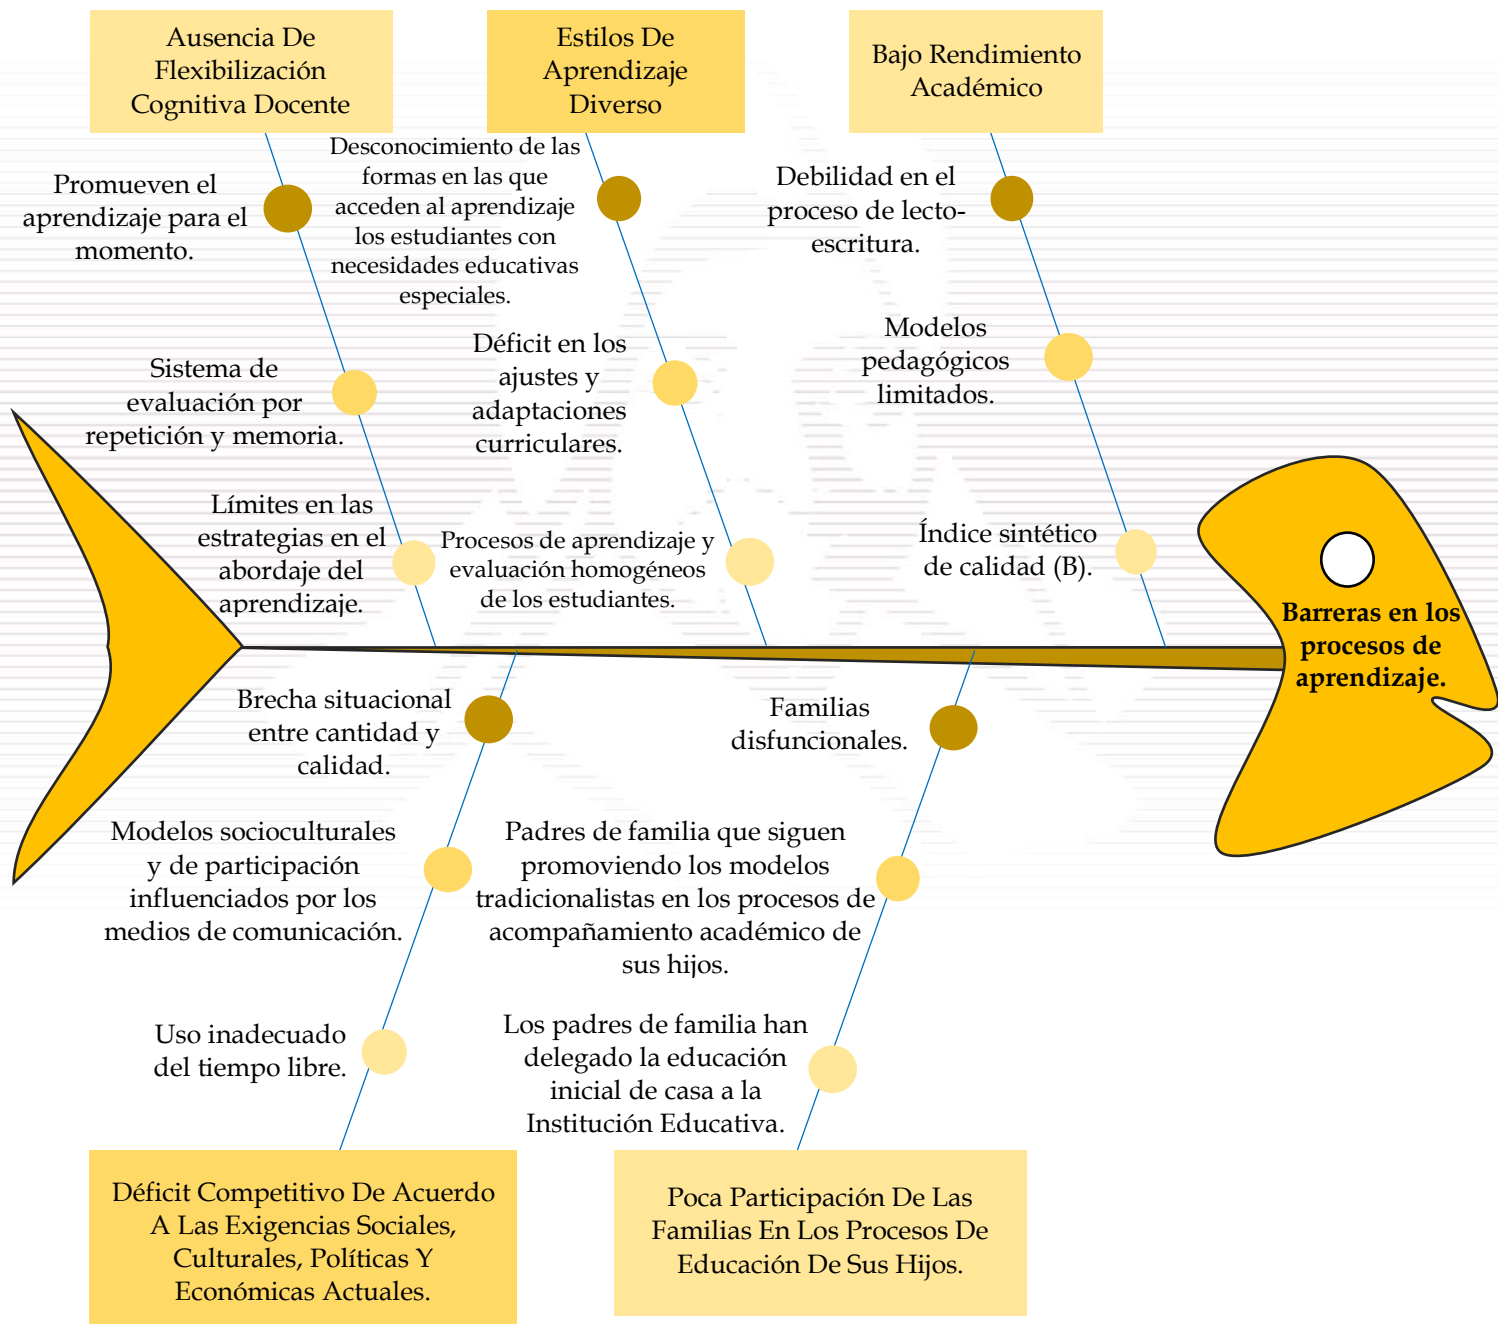 Ausencia De
Flexibilización
Cognitiva Docente
Estilos De
Aprendizaje
Diverso
Bajo Rendimiento
Académico
Promueven el
aprendizaje para el
momento.
Sistema de
evaluación por
repetición y memoria.
Límites en las
estrategias en el
abordaje del
aprendizaje.
Desconocimiento de las
formas en las que
acceden al aprendizaje
los estudiantes con
necesidades educativas
especiales.
Déficit en los
ajustes y
adaptaciones
curriculares.
Procesos de aprendizaje y
evaluación homogéneos
de los estudiantes.
Debilidad en el
proceso de lecto-
escritura.
Modelos
pedagógicos
limitados.
Índice sintético
de calidad (B).
Barreras en los
procesos de
aprendizaje.
Brecha situacional
entre cantidad y
calidad.
Modelos socioculturales
y de participación
influenciados por los
medios de comunicación.
Uso inadecuado
del tiempo libre.
Familias
disfuncionales.
Padres de familia que siguen
promoviendo los modelos
tradicionalistas en los procesos de
acompañamiento académico de
sus hijos.
Los padres de familia han
delegado la educación
inicial de casa a la
Institución Educativa.
Déficit Competitivo De Acuerdo
A Las Exigencias Sociales,
Culturales, Políticas Y
Económicas Actuales.
Poca Participación De Las
Familias En Los Procesos De
Educación De Sus Hijos.